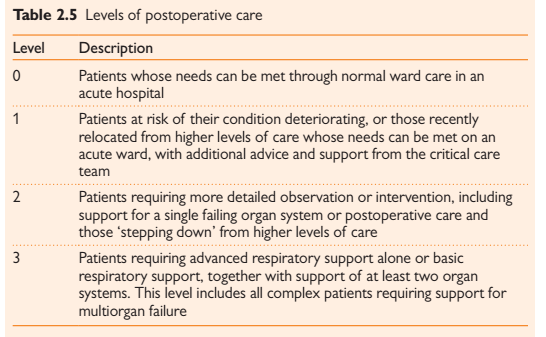 Table 2.5 Levels of postoperative care
Level Description
0 Patients whose needs can be met through normal ward care in an
acute hospital
1 Patients at risk of their condition deteriorating, or those recently
relocated from higher levels of care whose needs can be met on an
acute ward, with additional advice and support from the critical care
team
2 Patients requiring more detailed observation or intervention, including
support for a single failing organ system or postoperative care and
those ‘stepping down’ from higher levels of care
3 Patients requiring advanced respiratory support alone or basic
respiratory support, together with support of at least two organ
systems. This level includes all complex patients requiring support for
multiorgan failure